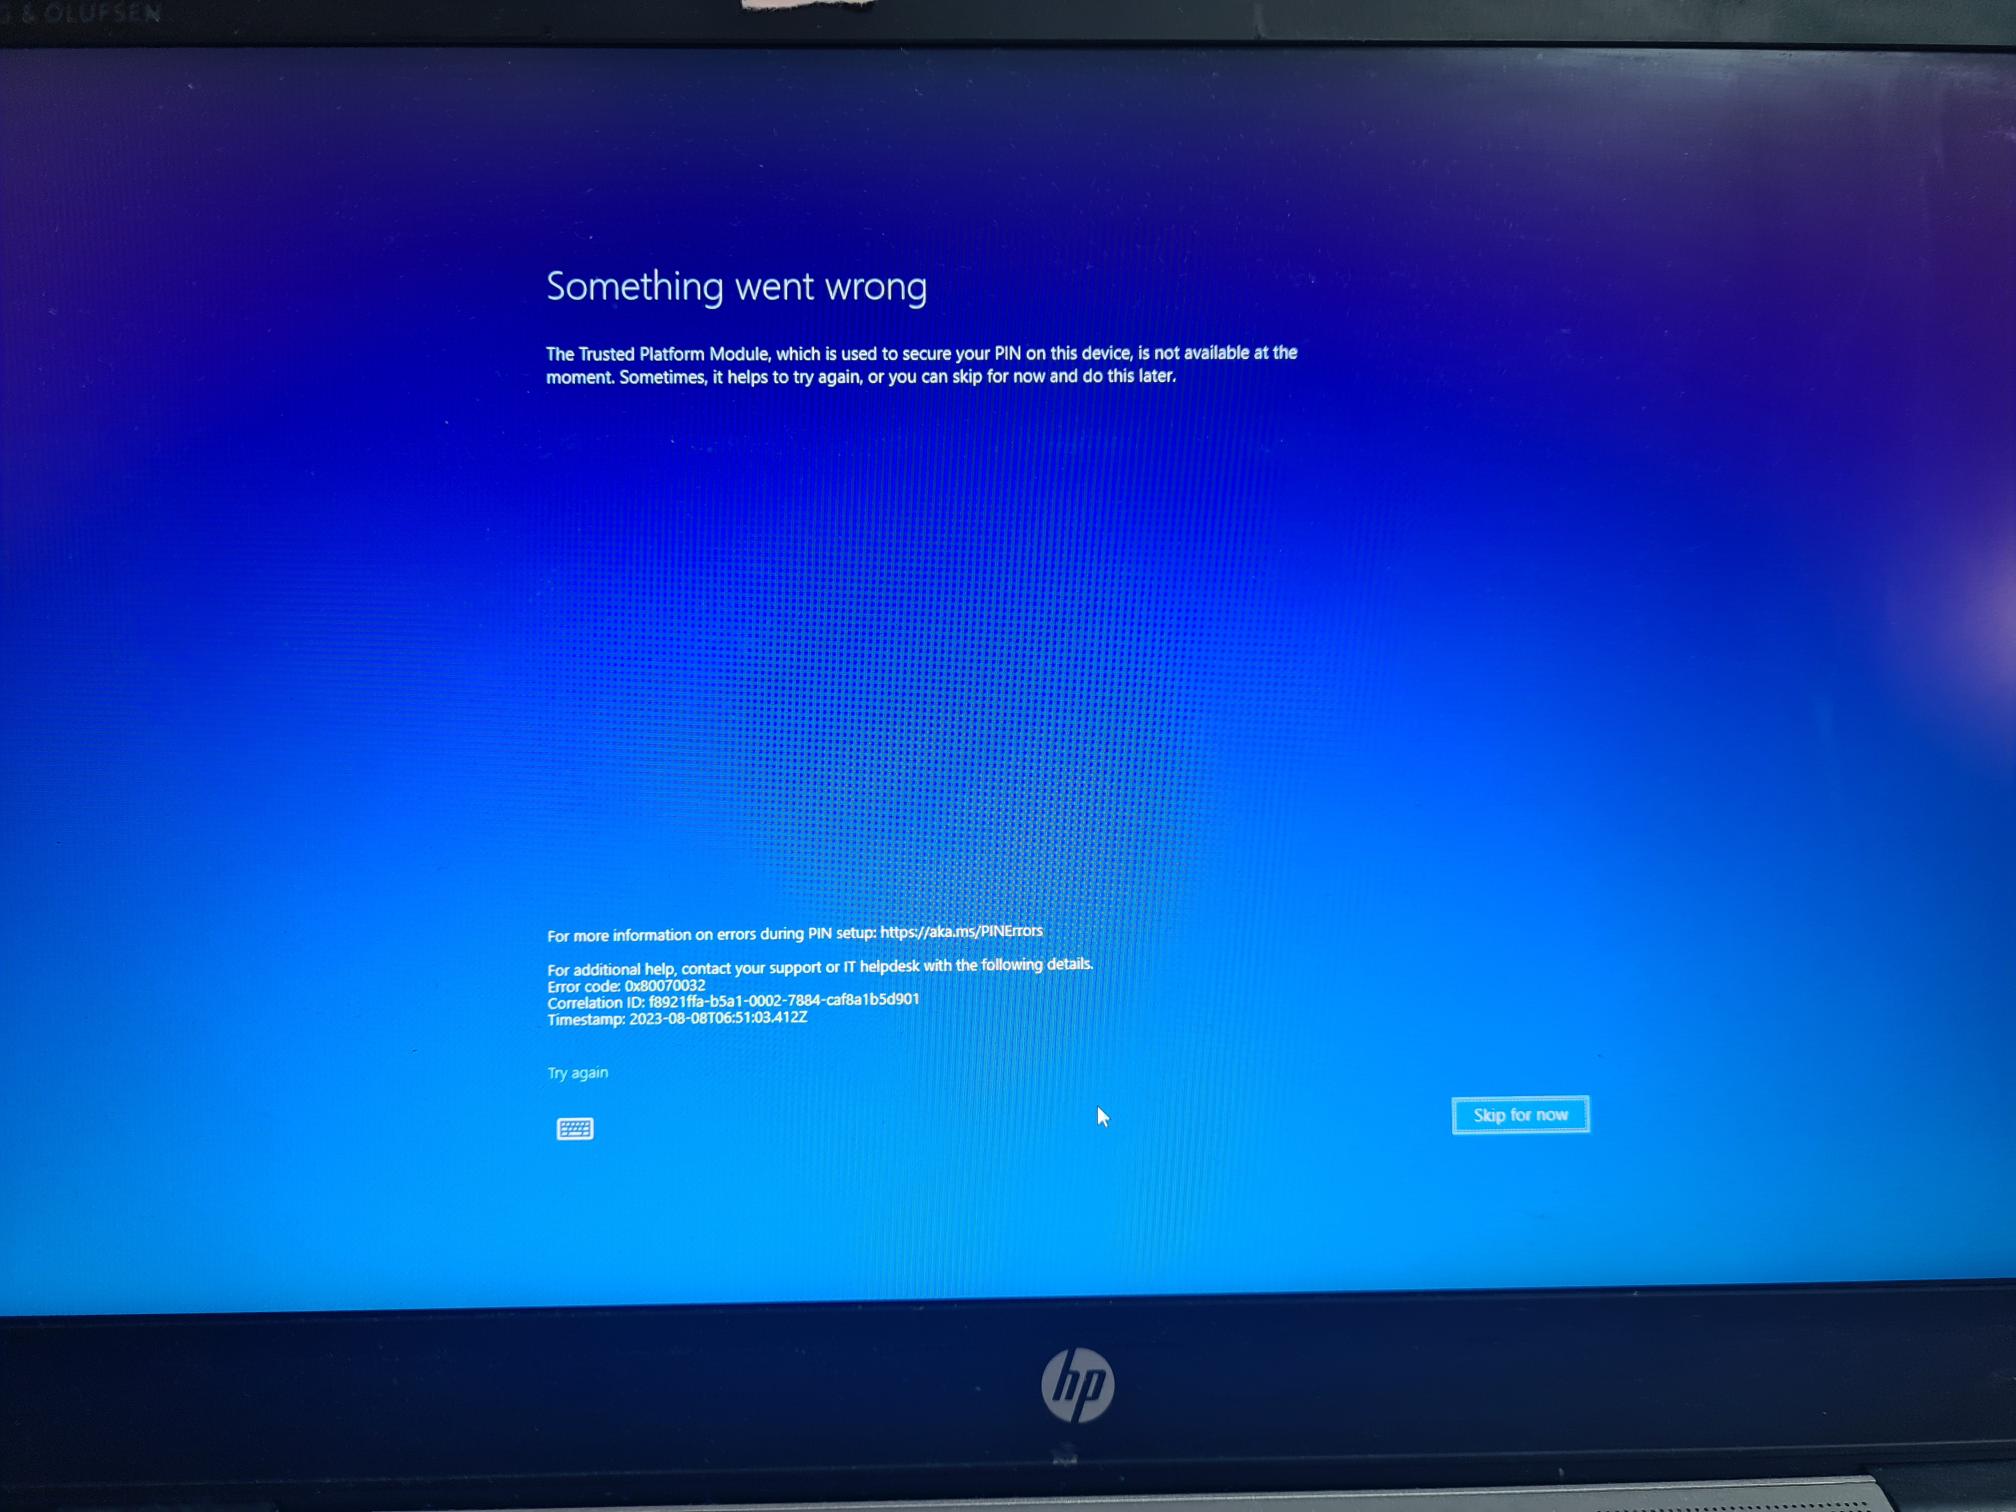 & OLUFSEN
Something went wrong
The Trusted Platform Module, which is used to secure your PIN on this device, is not available at the
moment. Sometimes, it helps to try again, or you can skip for now and do this later.
For more information on errors during PIN setup: https://aka.ms/PINErrors
For additional help, contact your support or IT helpdesk with the following details.
Error code: 0x80070032
Correlation ID: f8921ffa-b5a1-0002-7884-caf8a1b5d901
Timestamp: 2023-08-08T06:51:03.412Z
Try again
Skip for now
hp